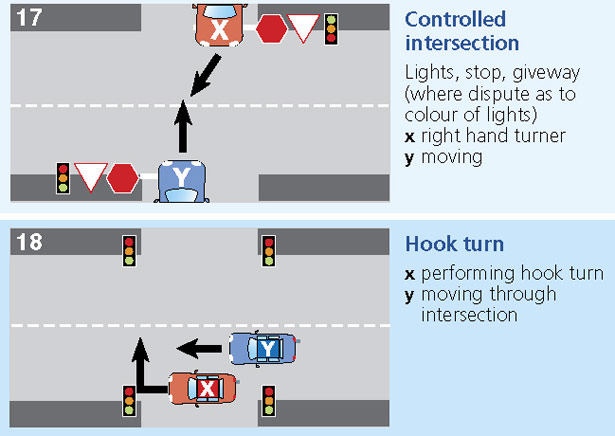 17
X
Y
Controlled
intersection
Lights, stop, giveway
(where dispute as to
colour of lights)
x right hand turner
y moving
18
Y
X
Hook turn
x performing hook turn
y moving through
intersection